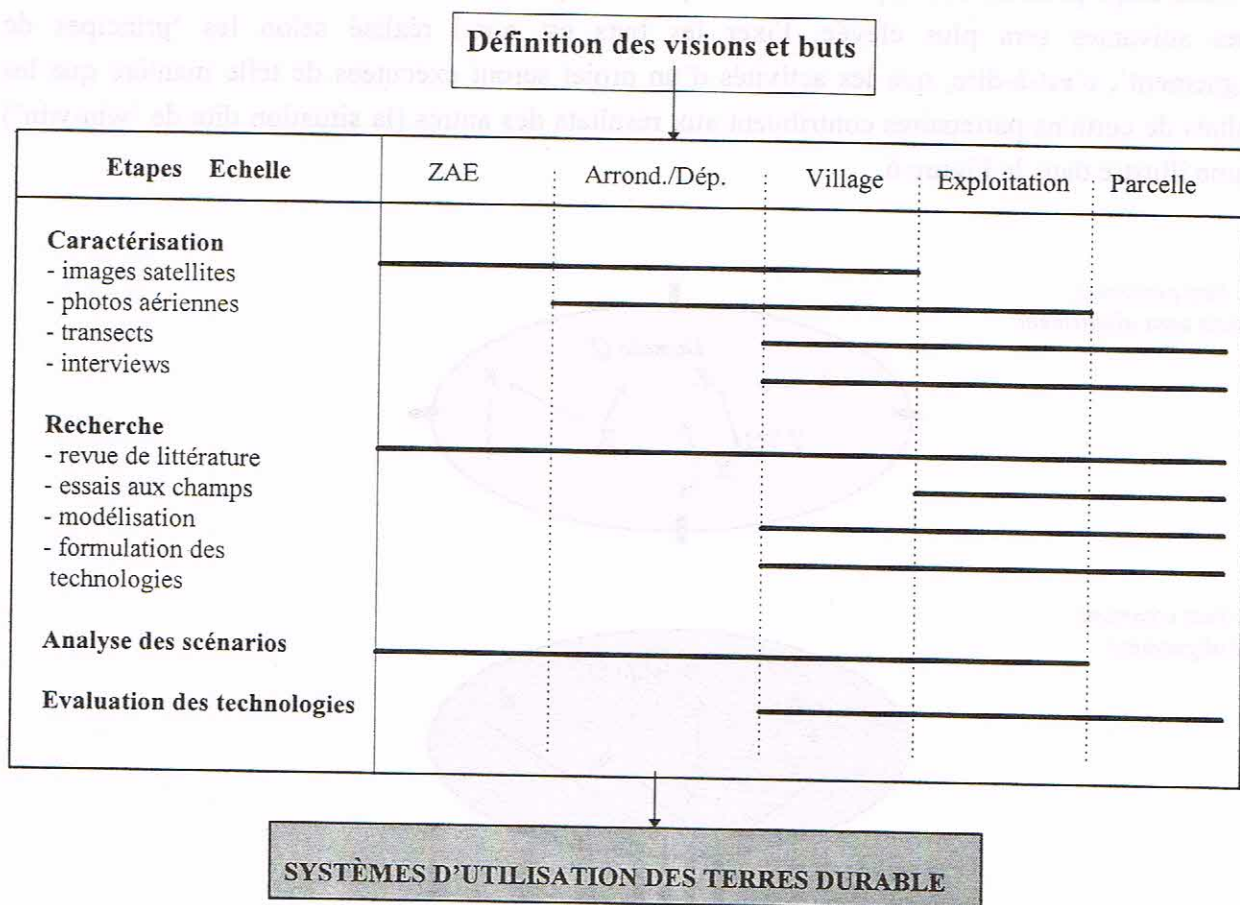 Définition des visions et buts
Etapes Echelle ZAE Arrond./Dép. Village Exploitation Parcelle
Caractérisation
- images satellites
- photos aériennes
- transects
- interviews
Recherche
- revue de littérature
- essais aux champs
- modélisation
- formulation des
technologies
Analyse des scénarios
Evaluation des technologies
SYSTÈMES D'UTILISATION DES TERRES DURABLE